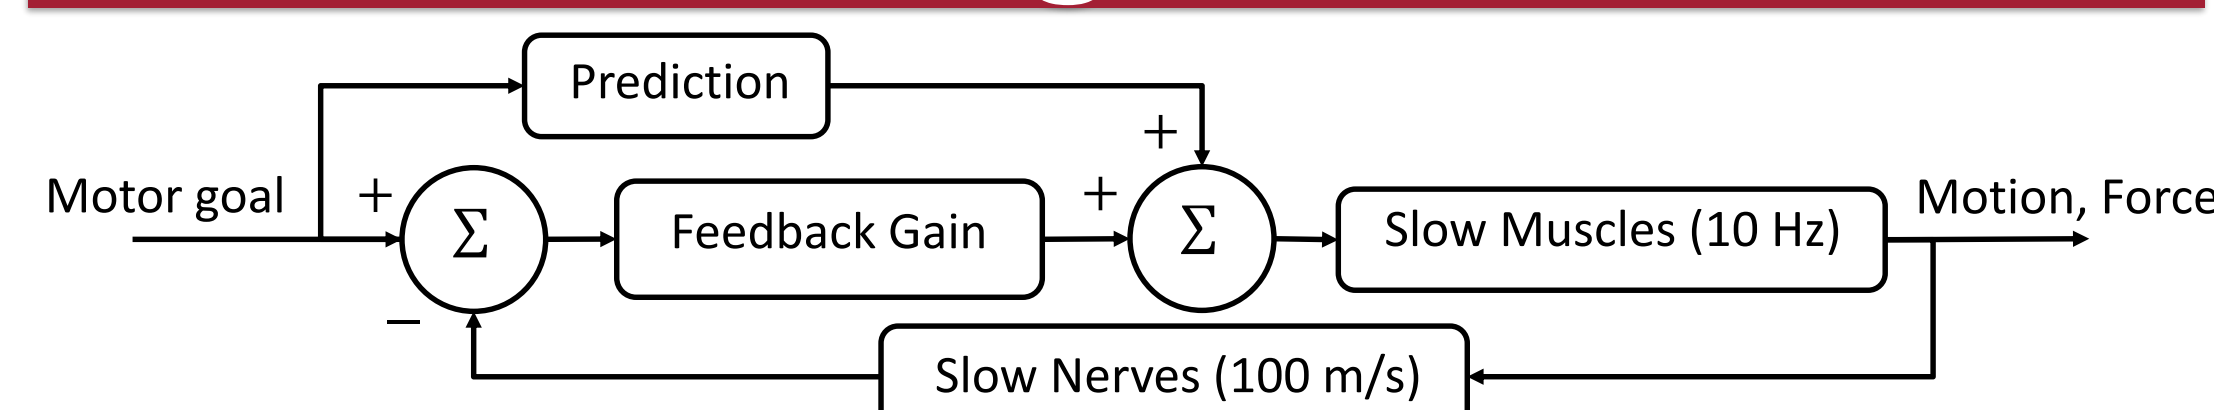 Prediction
+
Motor goal
+
Σ
Feedback Gain
+
Σ
Slow Muscles (10 Hz)
Motion, Force
−
Slow Nerves (100 m/s)